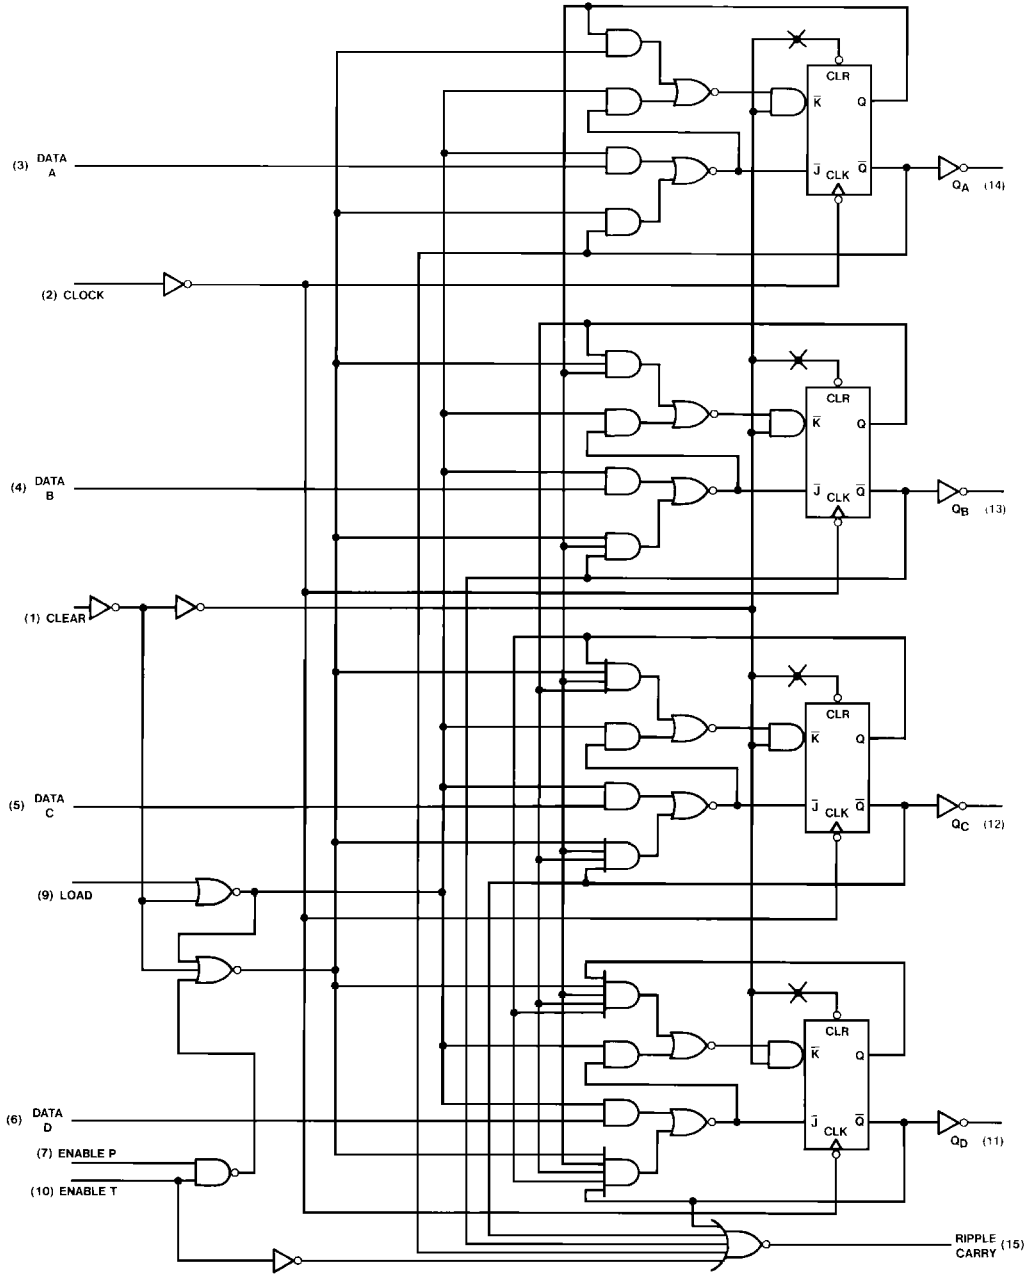 CLR
K̅ Q
(3) DATA A
J̅ CLK Q̅
QA (14)
(2) CLOCK
CLR
K̅ Q
(4) DATA B
J̅ CLK Q̅
QB (13)
(1) CLEAR
CLR
K̅ Q
(5) DATA C
J̅ CLK Q̅
QC (12)
(9) LOAD
CLR
K̅ Q
(6) DATA D
J̅ CLK Q̅
QD (11)
(7) ENABLE P
(10) ENABLE T
RIPPLE CARRY (15)